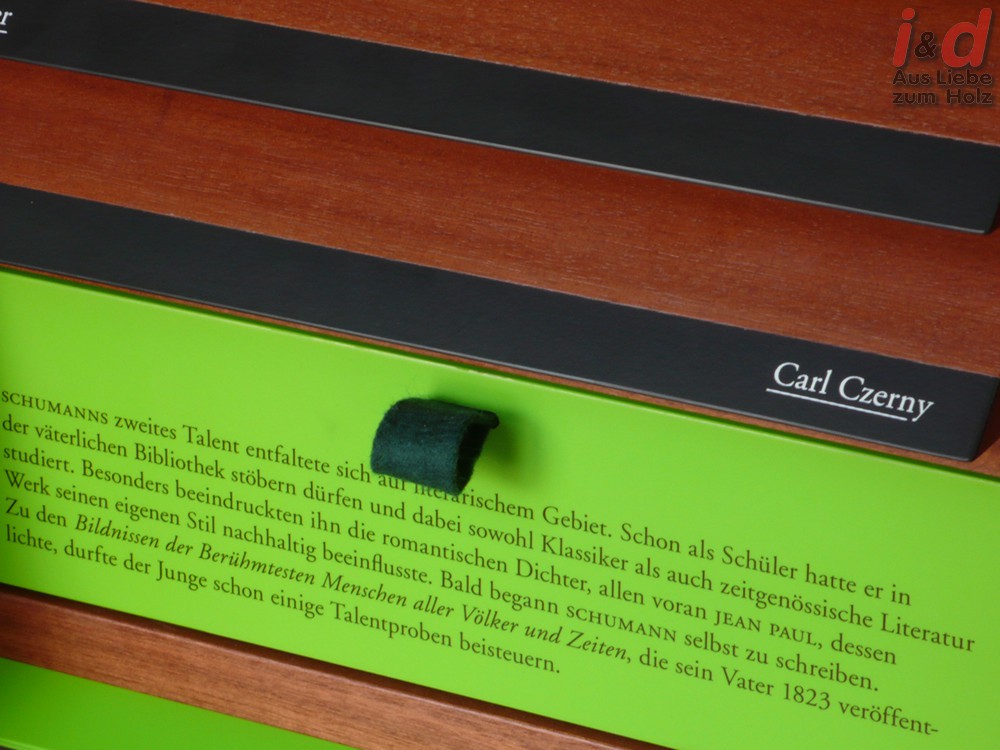 i&d
Aus Liebe
zum Holz
Carl Czerny
SCHUMANNS zweites Talent entfaltete sich auf literarischem Gebiet. Schon als Schüler hatte er in
der väterlichen Bibliothek stöbern dürfen und dabei sowohl Klassiker als auch zeitgenössische Literatur
studiert. Besonders beeindruckten ihn die romantischen Dichter, allen voran JEAN PAUL, dessen
Werk seinen eigenen Stil nachhaltig beeinflusste. Bald begann SCHUMANN selbst zu schreiben.
Zu den Bildnissen der Berühmtesten Menschen aller Völker und Zeiten, die sein Vater 1823 veröffent-
lichte, durfte der Junge schon einige Talentproben beisteuern.